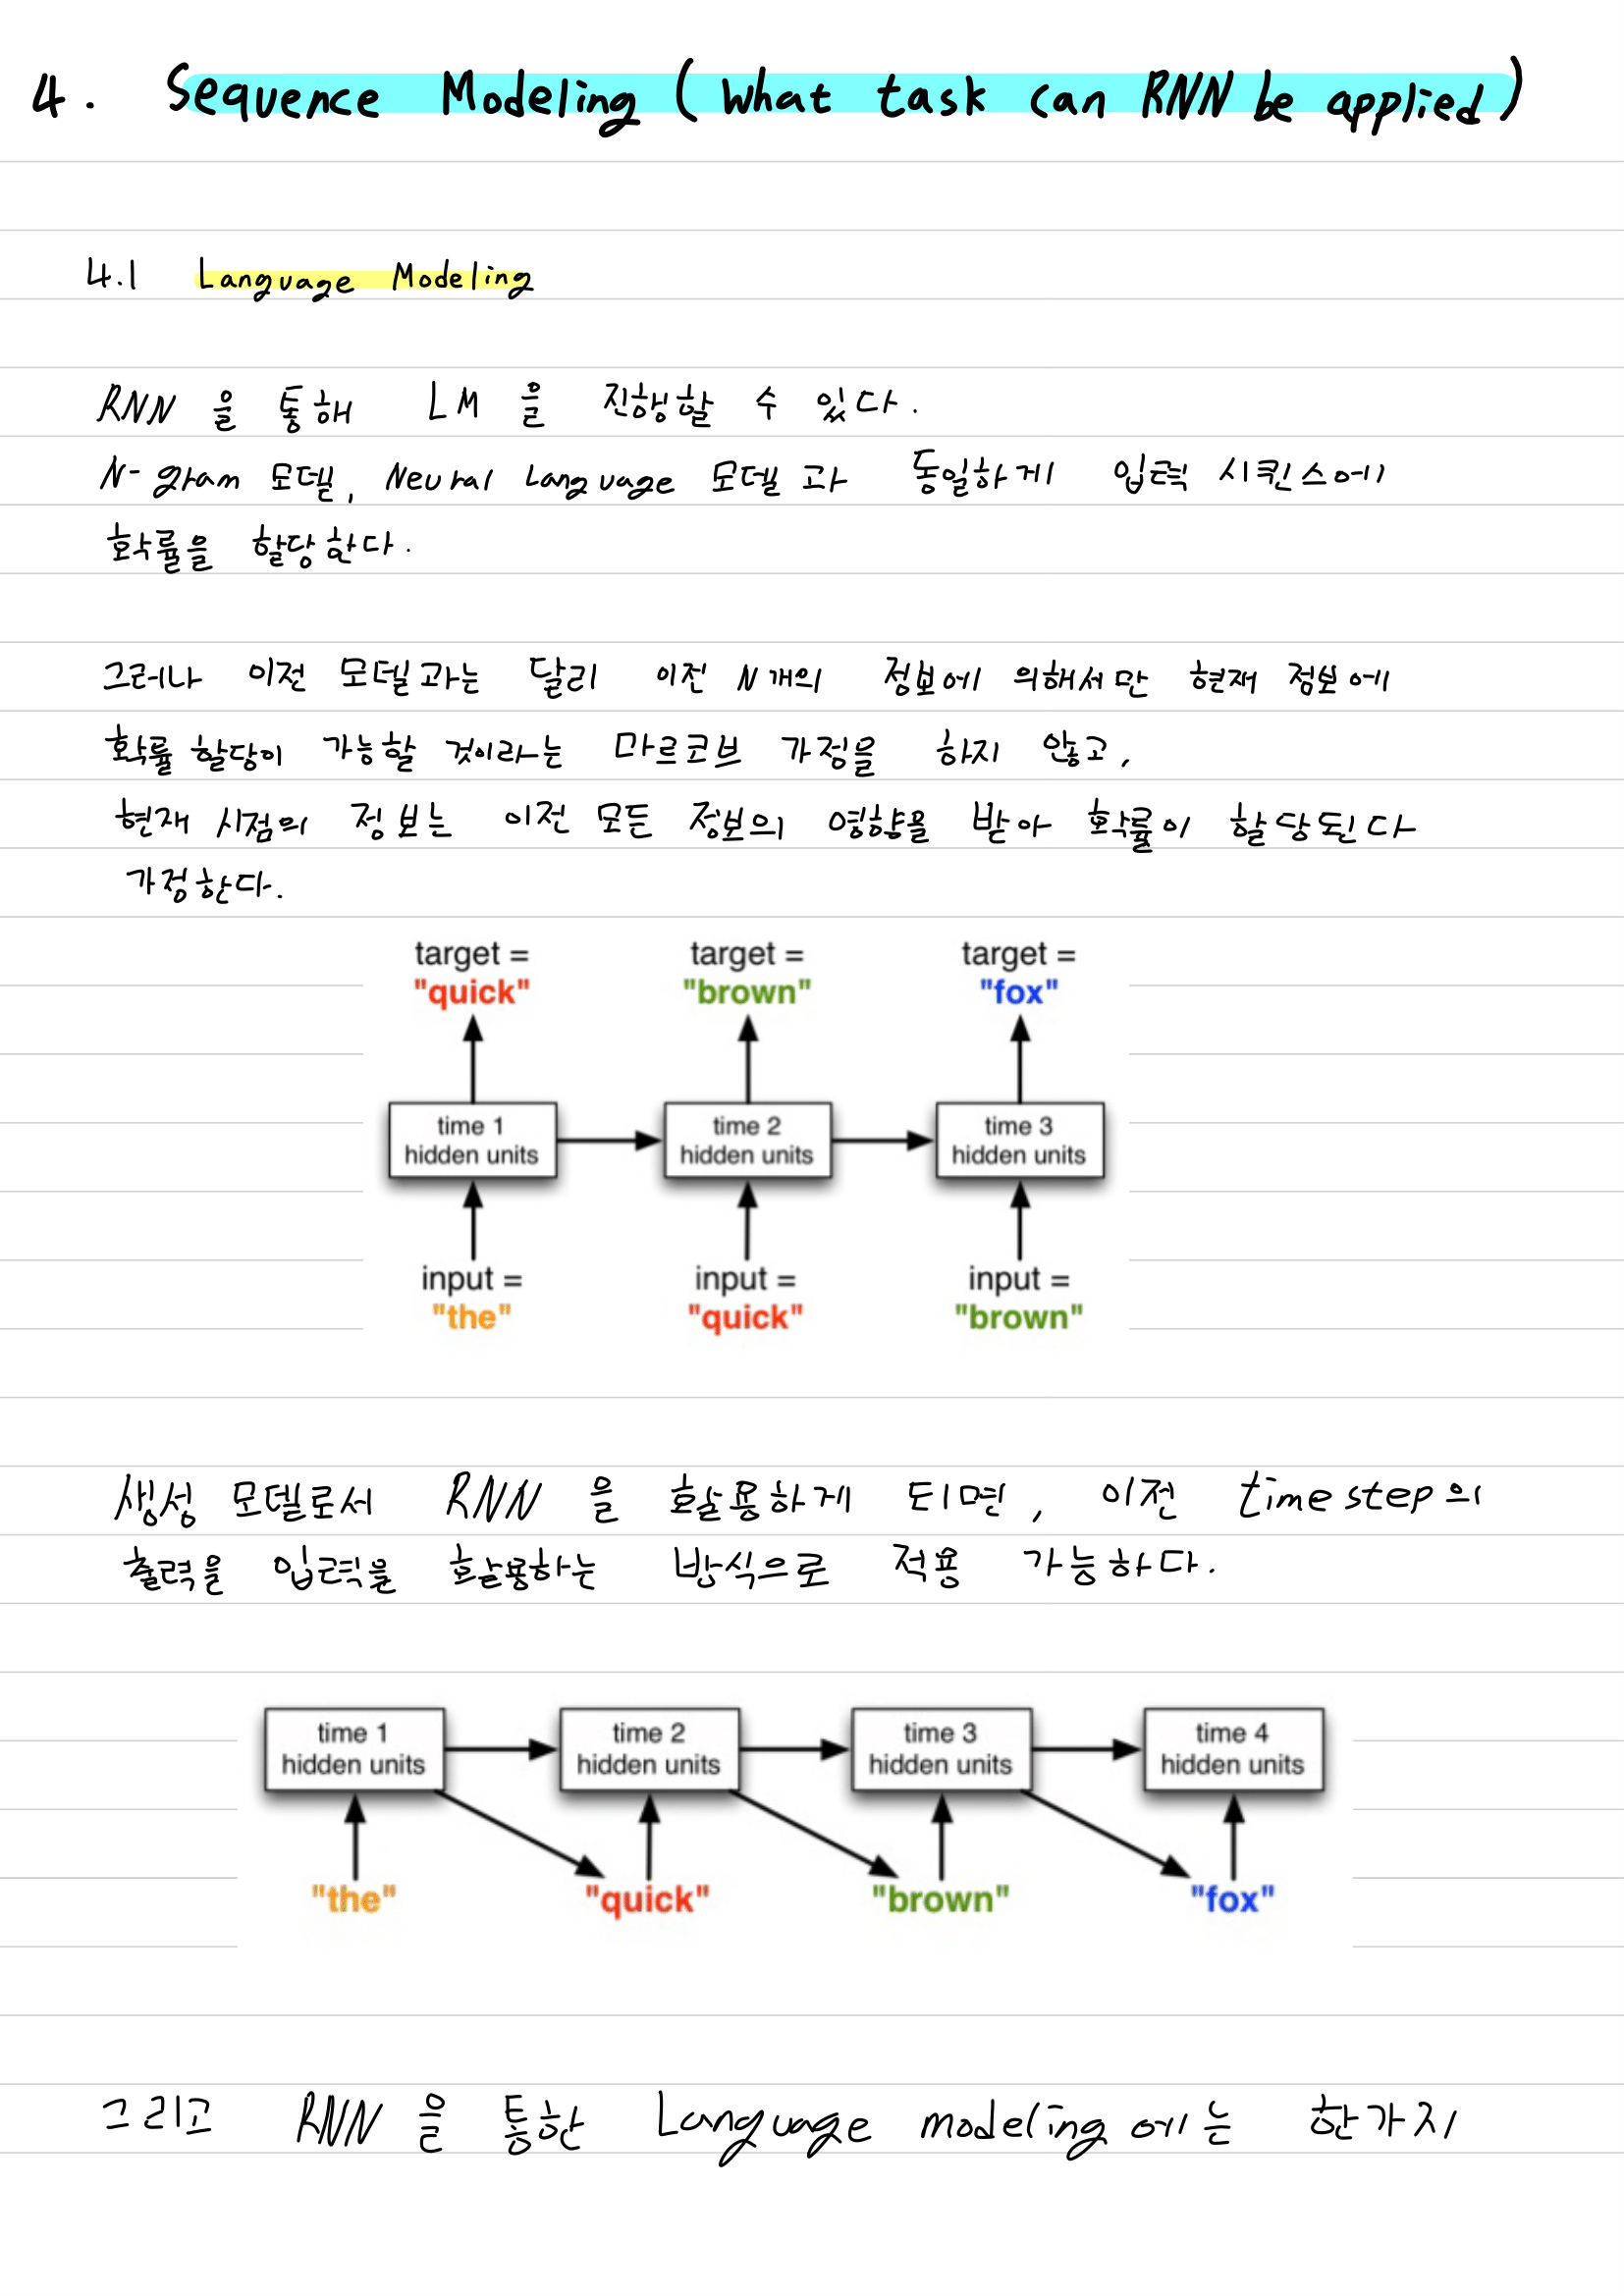 4. Sequence Modeling (What task can RNN be applied)
4.1 Language Modeling
RNN 을 통해 LM 을 진행할 수 있다.
N-gram 모델, Neural Language 모델과 동일하게 입력 시퀀스에
확률을 할당한다.
그러나 이전 모델과는 달리 이전 N개의 정보에 의해서만 현재 정보에
확률 할당이 가능할 것이라는 마르코브 가정을 하지 않고,
현재 시점의 정보는 이전 모든 정보의 영향을 받아 확률이 할당된다
가정한다.
target = target = target =
"quick" "brown" "fox"
time 1 time 2 time 3
hidden units hidden units hidden units
input = input = input =
"the" "quick" "brown"
생성 모델로서 RNN 을 활용하게 되면, 이전 timestep의
출력을 입력을 활용하는 방식으로 적용 가능하다.
time 1 time 2 time 3 time 4
hidden units hidden units hidden units hidden units
"the" "quick" "brown" "fox"
그리고 RNN 을 통한 Language modeling 에는 한가지